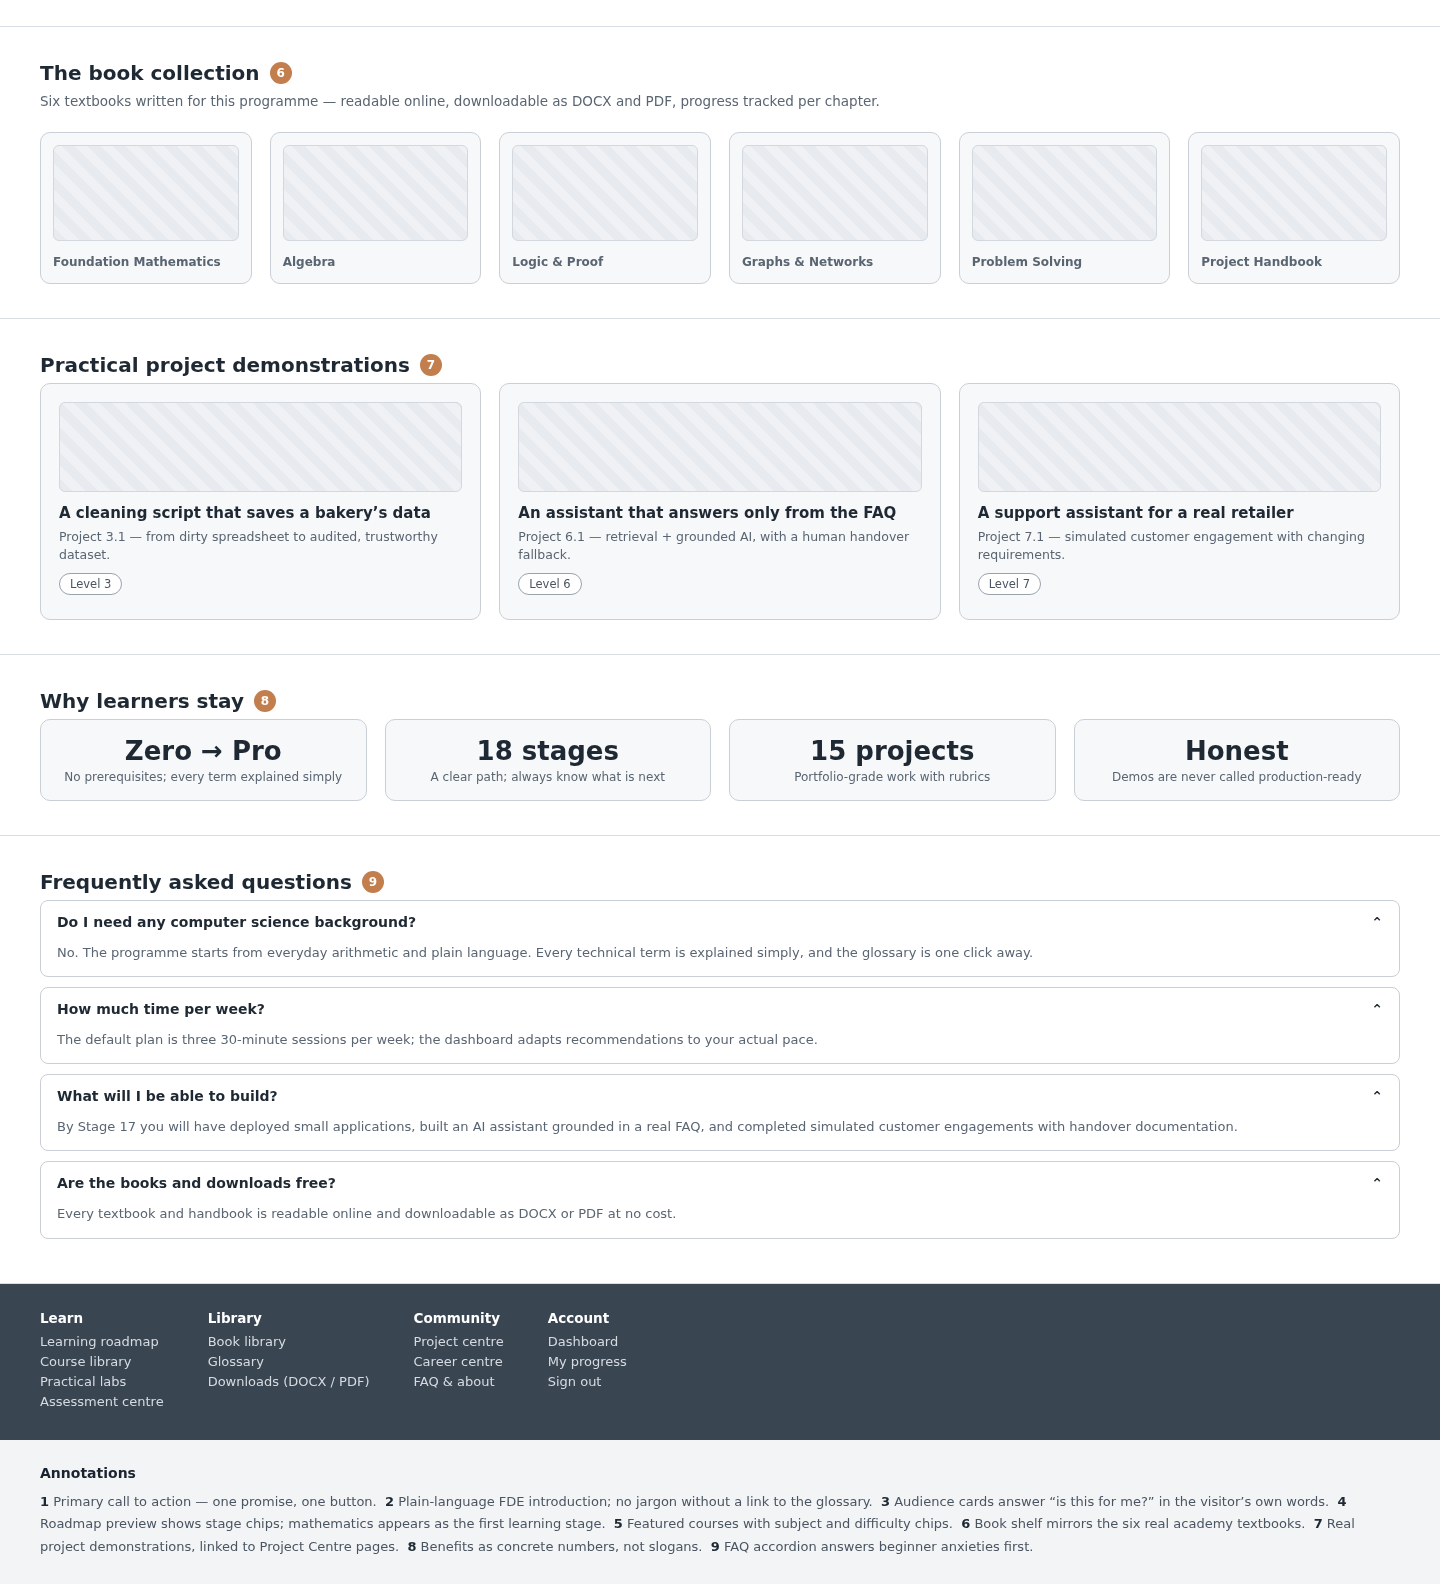 The book collection 6
Six textbooks written for this programme — readable online, downloadable as DOCX and PDF, progress tracked per chapter.
Foundation Mathematics
Algebra
Logic & Proof
Graphs & Networks
Problem Solving
Project Handbook
Practical project demonstrations 7
A cleaning script that saves a bakery’s data
Project 3.1 — from dirty spreadsheet to audited, trustworthy
dataset.
Level 3
An assistant that answers only from the FAQ
Project 6.1 — retrieval + grounded AI, with a human handover
fallback.
Level 6
A support assistant for a real retailer
Project 7.1 — simulated customer engagement with changing
requirements.
Level 7
Why learners stay 8
Zero → Pro
No prerequisites; every term explained simply
18 stages
A clear path; always know what is next
15 projects
Portfolio-grade work with rubrics
Honest
Demos are never called production-ready
Frequently asked questions 9
Do I need any computer science background?
No. The programme starts from everyday arithmetic and plain language. Every technical term is explained simply, and the glossary is one click away.
How much time per week?
The default plan is three 30-minute sessions per week; the dashboard adapts recommendations to your actual pace.
What will I be able to build?
By Stage 17 you will have deployed small applications, built an AI assistant grounded in a real FAQ, and completed simulated customer engagements with handover documentation.
Are the books and downloads free?
Every textbook and handbook is readable online and downloadable as DOCX or PDF at no cost.
Learn
Learning roadmap
Course library
Practical labs
Assessment centre
Library
Book library
Glossary
Downloads (DOCX / PDF)
Community
Project centre
Career centre
FAQ & about
Account
Dashboard
My progress
Sign out
Annotations
1 Primary call to action — one promise, one button. 2 Plain-language FDE introduction; no jargon without a link to the glossary. 3 Audience cards answer “is this for me?” in the visitor’s own words. 4
Roadmap preview shows stage chips; mathematics appears as the first learning stage. 5 Featured courses with subject and difficulty chips. 6 Book shelf mirrors the six real academy textbooks. 7 Real
project demonstrations, linked to Project Centre pages. 8 Benefits as concrete numbers, not slogans. 9 FAQ accordion answers beginner anxieties first.